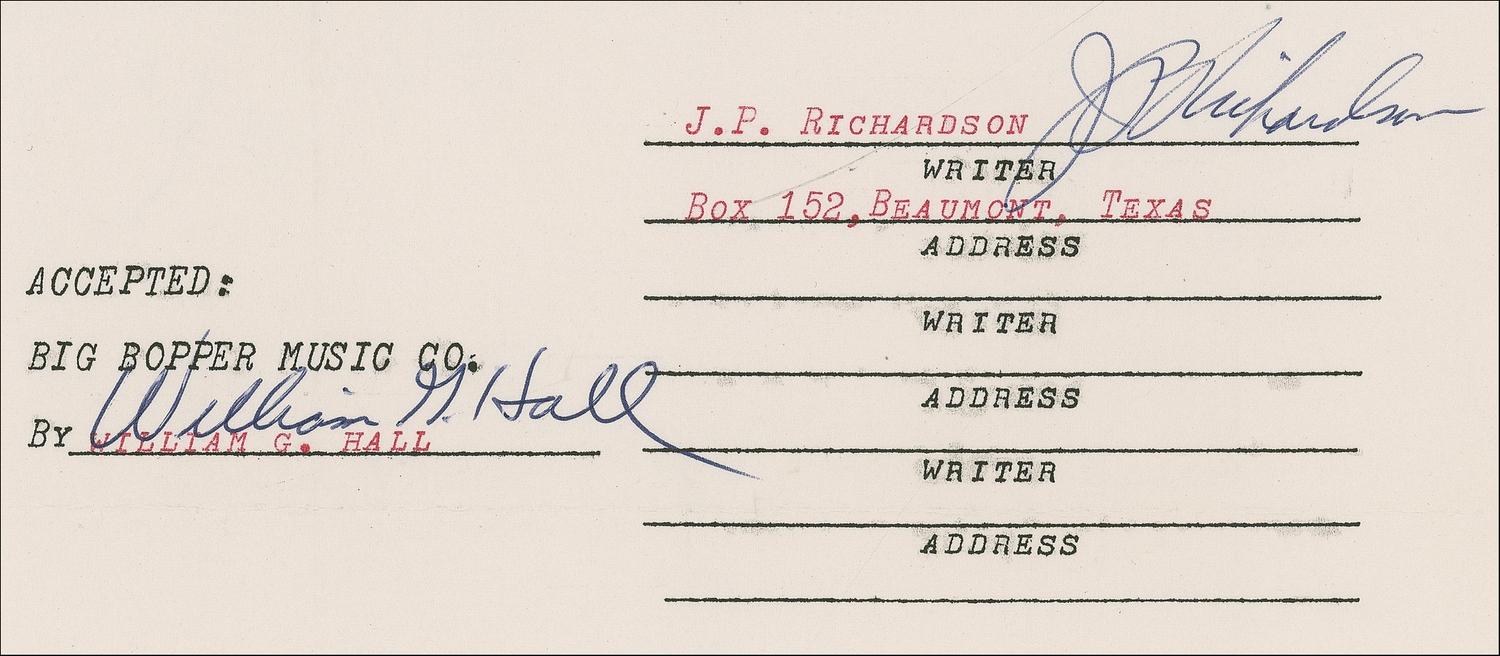 J.P. RICHARDSON J P Richardson
WRITER
BOX 152, BEAUMONT, TEXAS
ADDRESS
ACCEPTED:
WRITER
BIG BOPPER MUSIC CO.
William G. Hall
ADDRESS
BY WILLIAM G. HALL
WRITER
ADDRESS